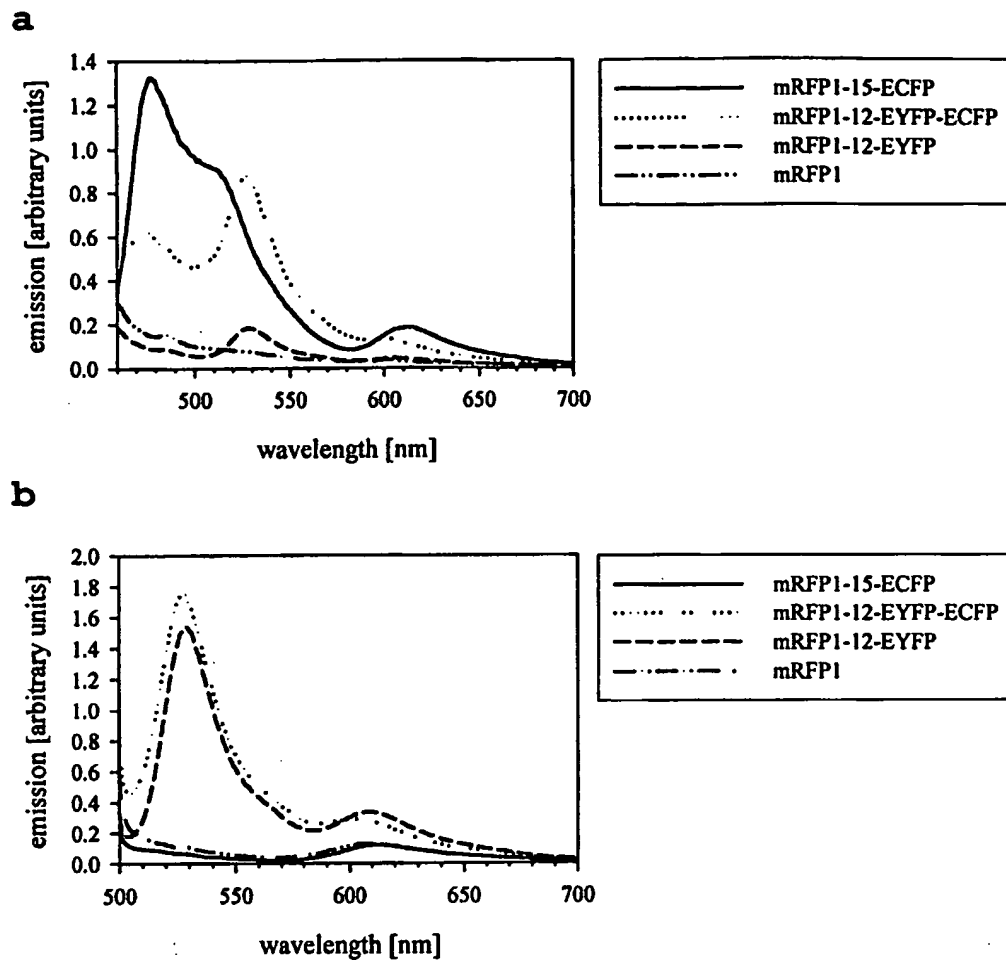 a
1.4
1.2
1.0
0.8
0.6
0.4
0.2
0.0
emission [arbitrary units]
500
550
600
650
700
wavelength [nm]
mRFP1-15-ECFP
mRFP1-12-EYFP-ECFP
mRFP1-12-EYFP
mRFP1
b
2.0
1.8
1.6
1.4
1.2
1.0
0.8
0.6
0.4
0.2
0.0
emission [arbitrary units]
500
550
600
650
700
wavelength [nm]
mRFP1-15-ECFP
mRFP1-12-EYFP-ECFP
mRFP1-12-EYFP
mRFP1